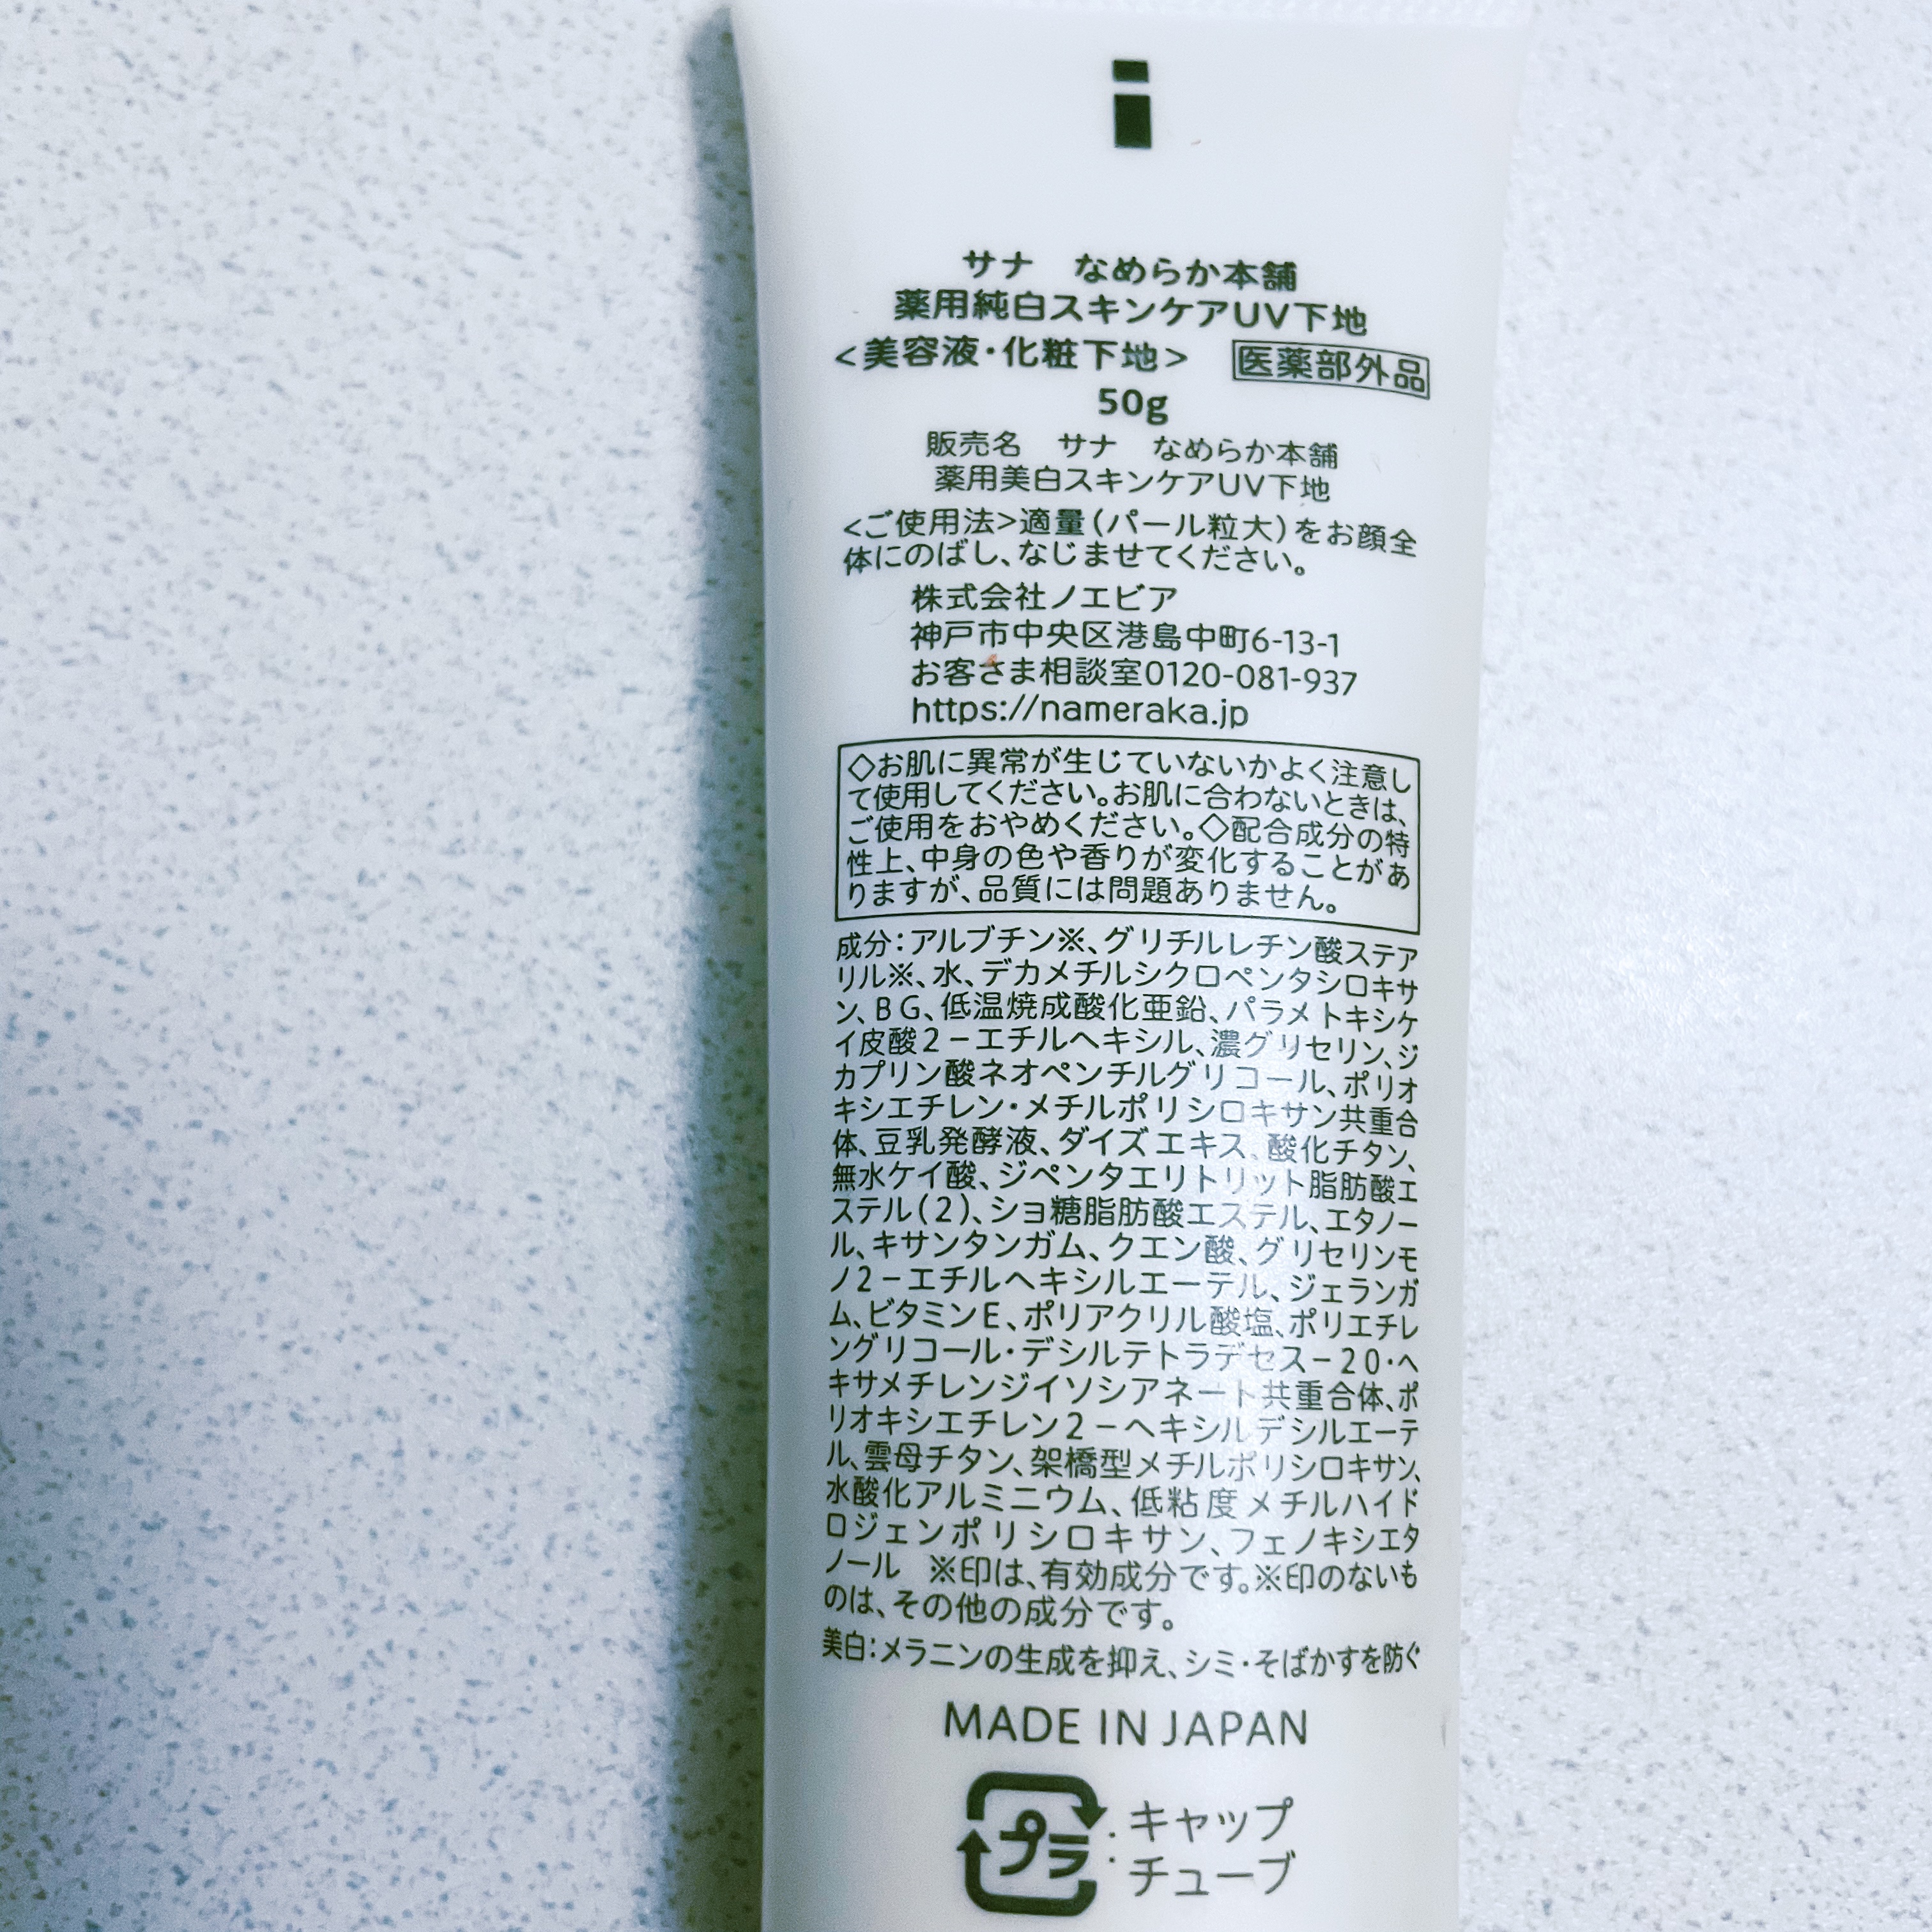 サナ なめらか本舗
薬用純白スキンケアUV下地
<美容液・化粧下地> 医薬部外品
50g
販売名 サナ なめらか本舗
薬用美白スキンケアUV下地
<ご使用法>適量(パール粒大)をお顔全
体にのばし、なじませてください。
株式会社ノエビア
神戸市中央区港島中町6-13-1
お客さま相談室0120-081-937
https://nameraka.jp
◇お肌に異常が生じていないかよく注意し
て使用してください。お肌に合わないときは、
ご使用をおやめください。◇配合成分の特
性上、中身の色や香りが変化することがあ
りますが、品質には問題ありません。
成分:アルブチン※、グリチルレチン酸ステア
リル※、水、デカメチルシクロペンタシロキサ
ン、BG、低温焼成酸化亜鉛、パラメトキシケ
イ皮酸2-エチルヘキシル、濃グリセリン、ジ
カプリン酸ネオペンチルグリコール、ポリオ
キシエチレン・メチルポリシロキサン共重合
体、豆乳発酵液、ダイズエキス、酸化チタン、
無水ケイ酸、ジペンタエリトリット脂肪酸エ
ステル(2)、ショ糖脂肪酸エステル、エタノー
ル、キサンタンガム、クエン酸、グリセリンモ
ノ2-エチルヘキシルエーテル、ジェランガ
ム、ビタミンE、ポリアクリル酸塩、ポリエチレ
ングリコール・デシルテトラデセス-20・ヘ
キサメチレンジイソシアネート共重合体、ポ
リオキシエチレン2-ヘキシルデシルエーテ
ル、雲母チタン、架橋型メチルポリシロキサン、
水酸化アルミニウム、低粘度メチルハイド
ロジェンポリシロキサン、フェノキシエタ
ノール ※印は、有効成分です。※印のないも
のは、その他の成分です。
美白:メラニンの生成を抑え、シミ・そばかすを防ぐ
MADE IN JAPAN
プラ:キャップ
:チューブ